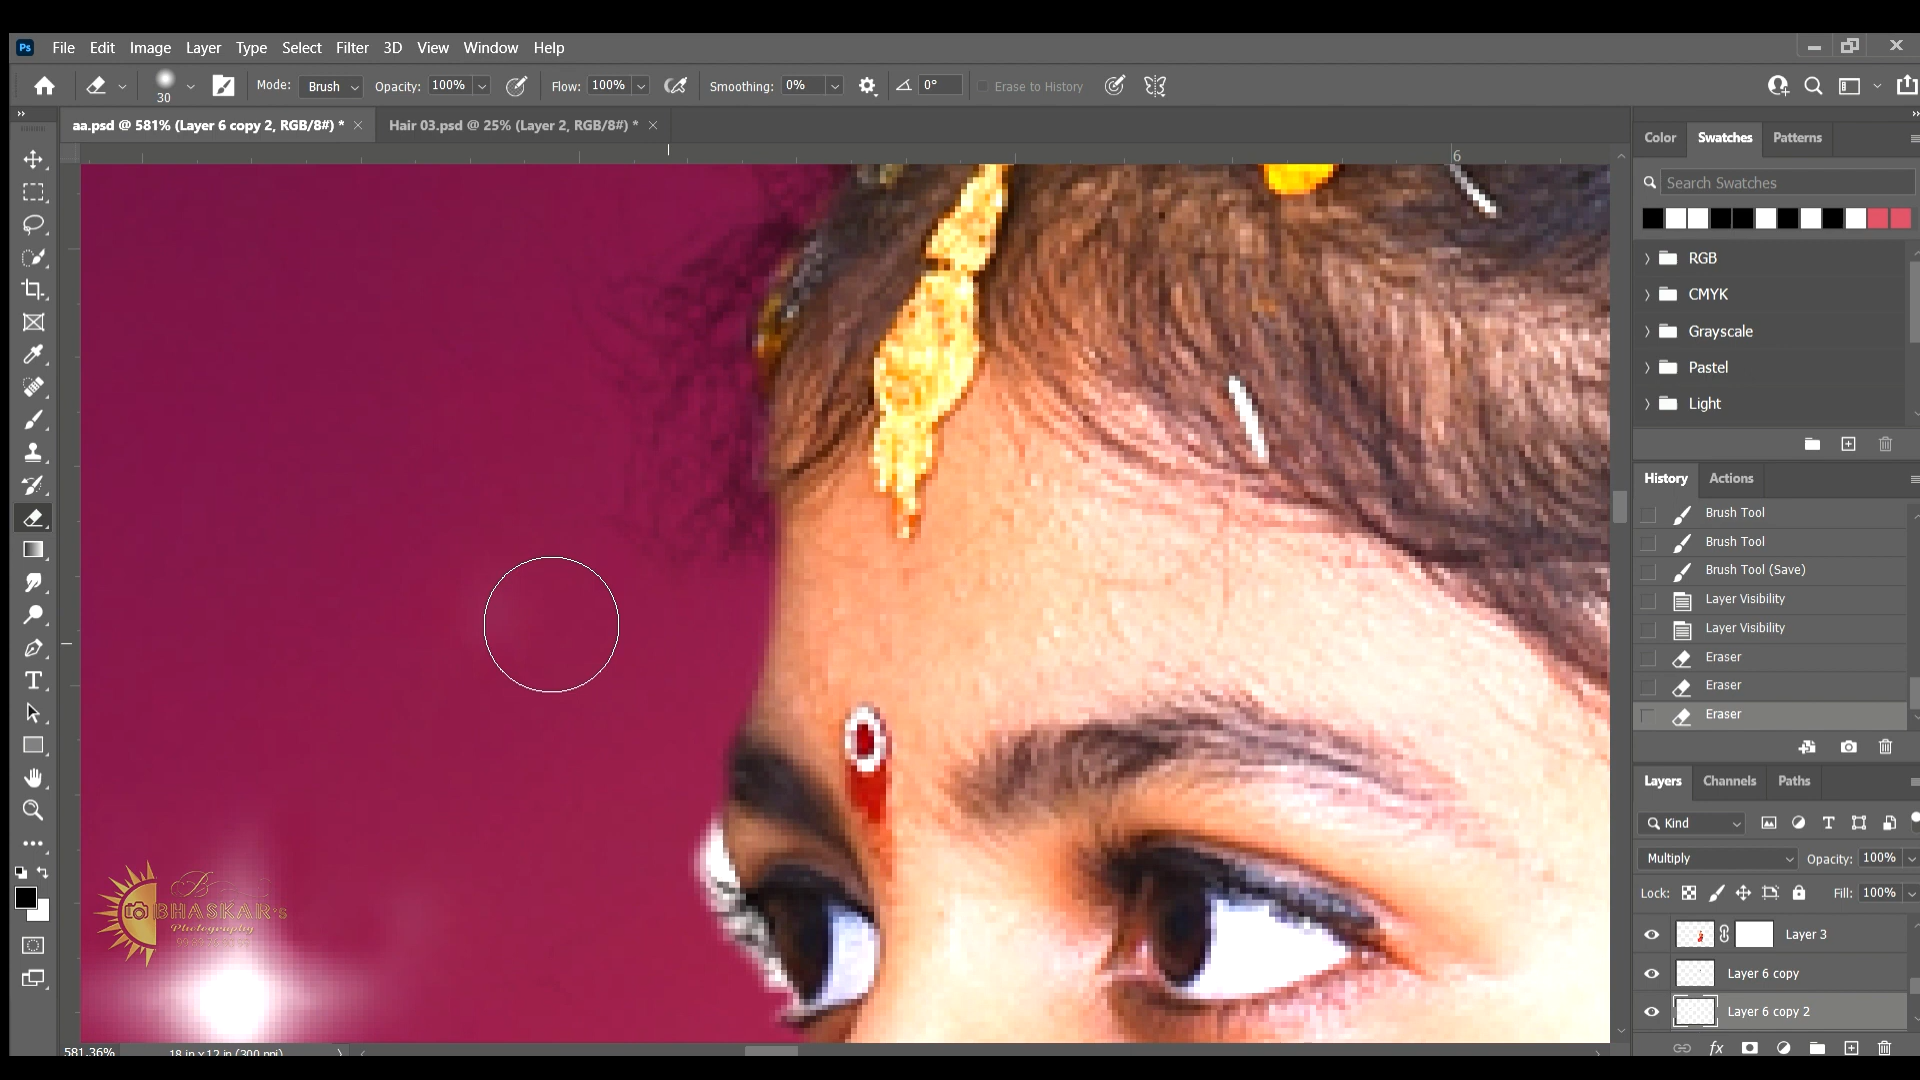 Ps File Edit Image Layer Type Select Filter 3D View Window Help
30 Mode: Brush Opacity: 100% Flow: 100% Smoothing: 0% 0° Erase to History
aa.psd @ 581% (Layer 6 copy 2, RGB/8#) * Hair 03.psd @ 25% (Layer 2, RGB/8#) *
6
Color Swatches Patterns
Search Swatches
RGB
CMYK
Grayscale
Pastel
Light
History Actions
Brush Tool
Brush Tool
Brush Tool (Save)
Layer Visibility
Layer Visibility
Eraser
Eraser
Eraser
Layers Channels Paths
Kind
Multiply Opacity: 100%
Lock: Fill: 100%
Layer 3
Layer 6 copy
Layer 6 copy 2
BHASKAR's
Photography
581.36% 18 in x 12 in (300 ppi)